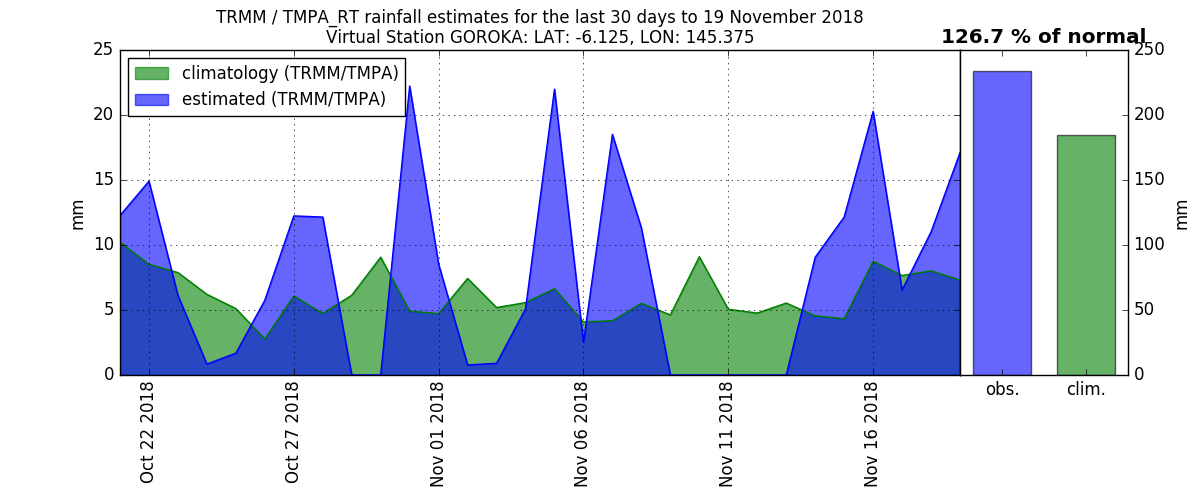 TRMM / TMPA_RT rainfall estimates for the last 30 days to 19 November 2018
Virtual Station GOROKA: LAT: -6.125, LON: 145.375
126.7 % of normal
climatology (TRMM/TMPA)
estimated (TRMM/TMPA)
mm
25
20
15
10
5
0
Oct 22 2018
Oct 27 2018
Nov 01 2018
Nov 06 2018
Nov 11 2018
Nov 16 2018
250
200
150
100
50
0
mm
obs.
clim.